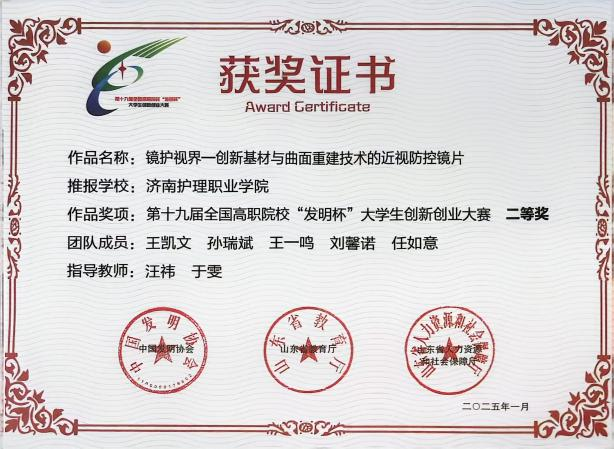 获奖证书
Award Certificate
第十九届全国高职院校“发明杯”
大学生创新创业大赛
作品名称：镜护视界—创新基材与曲面重建技术的近视防控镜片
推报学校：济南护理职业学院
作品奖项：第十九届全国高职院校“发明杯”大学生创新创业大赛 二等奖
团队成员：王凯文 孙瑞斌 王一鸣 刘馨诺 任如意
指导教师：汪祎 于雯
中国发明协会
中国发明协会
山东省教育厅
山东省教育厅
山东省人力资源和社会保障厅
山东省人力资源
和社会保障厅
二〇二五年一月